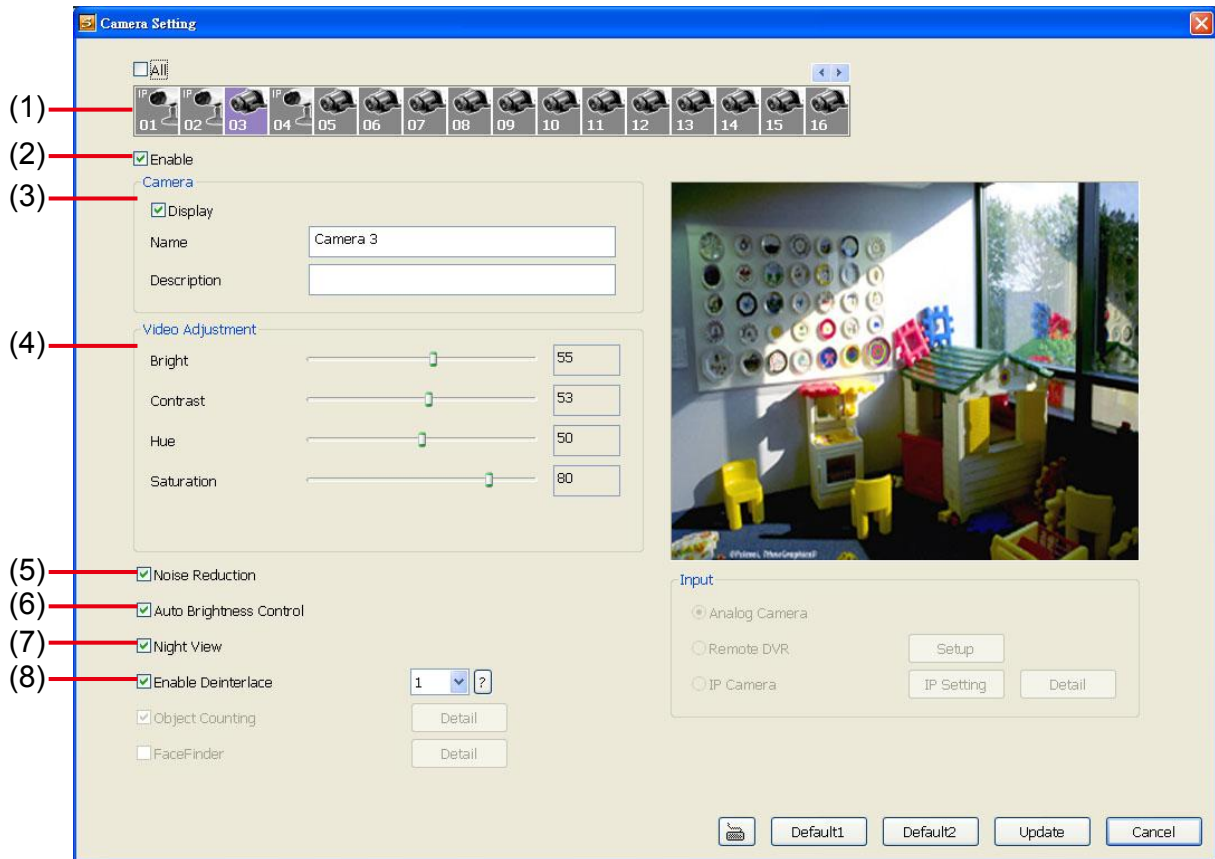 Camera Setting
All
(1)
IP 01 IP 02 03 IP 04 05 06 07 08 09 10 11 12 13 14 15 16
(2) Enable
Camera
(3)
Display
Name Camera 3
Description
Video Adjustment
(4)
Bright 55
Contrast 53
Hue 50
Saturation 80
(5) Noise Reduction
(6) Auto Brightness Control
(7) Night View
(8) Enable Deinterlace 1 ?
Object Counting Detail
FaceFinder Detail
Input
Analog Camera
Remote DVR Setup
IP Camera IP Setting Detail
Default1 Default2 Update Cancel